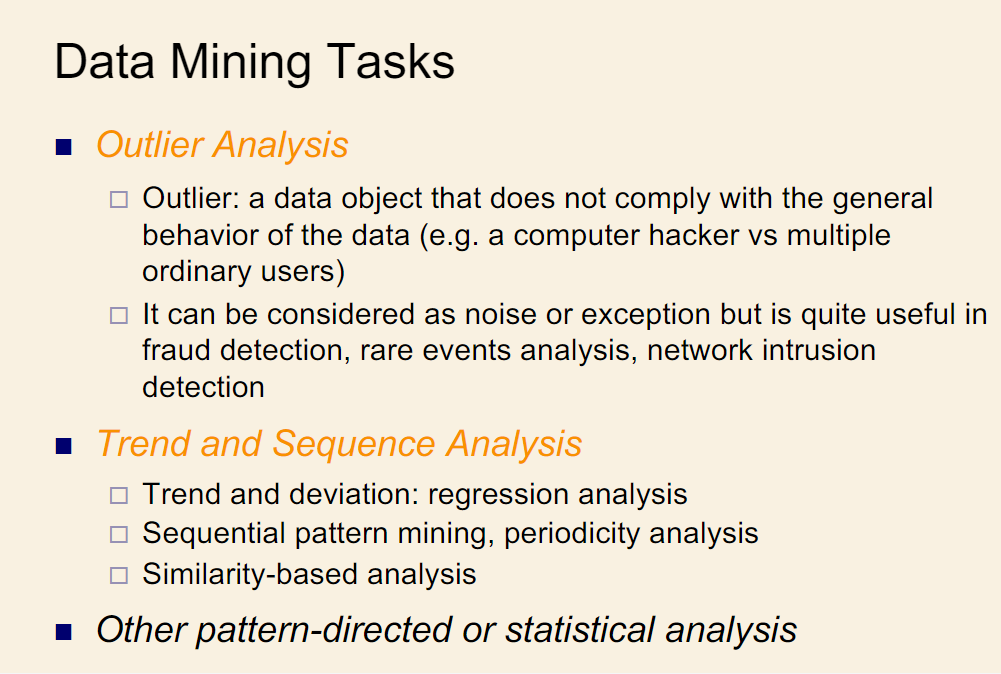 Data Mining Tasks
Outlier Analysis
Outlier: a data object that does not comply with the general
behavior of the data (e.g. a computer hacker vs multiple
ordinary users)
It can be considered as noise or exception but is quite useful in
fraud detection, rare events analysis, network intrusion
detection
Trend and Sequence Analysis
Trend and deviation: regression analysis
Sequential pattern mining, periodicity analysis
Similarity-based analysis
Other pattern-directed or statistical analysis